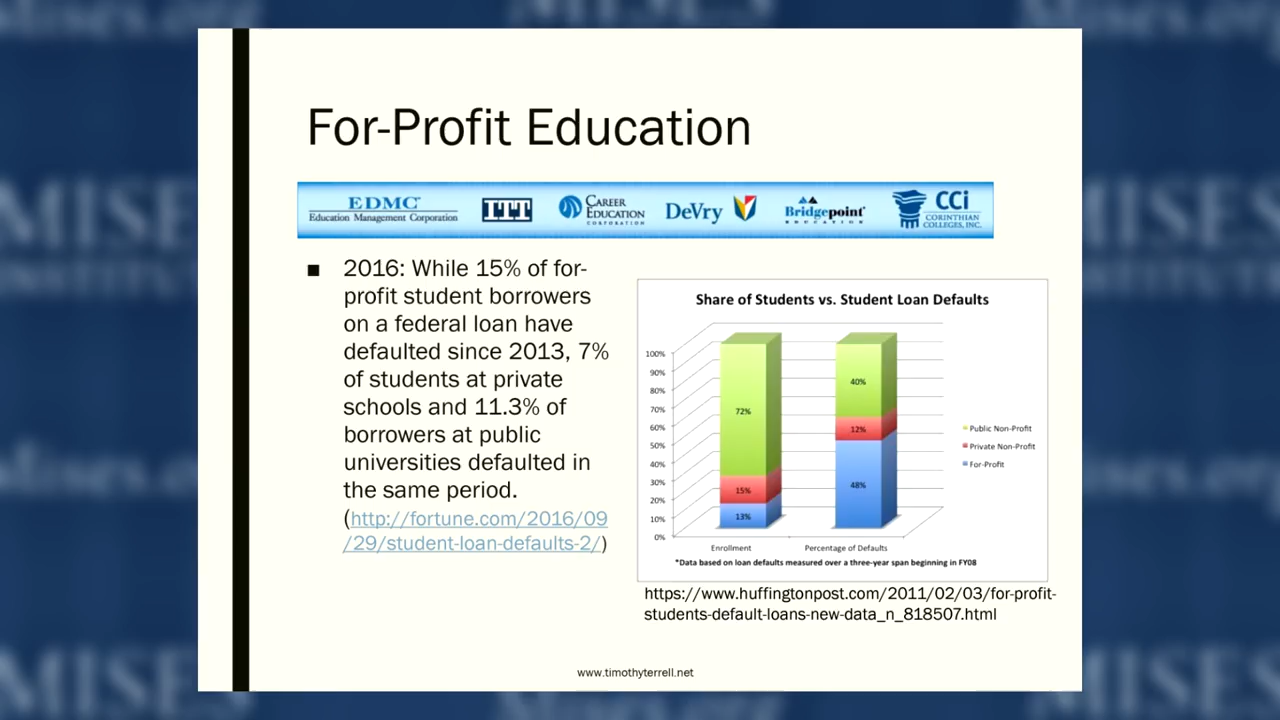 For-Profit Education
EDMC
Education Management Corporation
ITT
CAREER
EDUCATION
CORPORATION
DeVry
Bridgepoint
EDUCATION
CCi
CORINTHIAN
COLLEGES, INC.
■ 2016: While 15% of for-
profit student borrowers
on a federal loan have
defaulted since 2013, 7%
of students at private
schools and 11.3% of
borrowers at public
universities defaulted in
the same period.
(http://fortune.com/2016/09
/29/student-loan-defaults-2/)
Share of Students vs. Student Loan Defaults
100%
90%
80%
70%
60%
50%
40%
30%
20%
10%
0%
72%
15%
13%
40%
12%
48%
Public Non-Profit
Private Non-Profit
For-Profit
Enrollment
Percentage of Defaults
*Data based on loan defaults measured over a three-year span beginning in FY08
https://www.huffingtonpost.com/2011/02/03/for-profit-
students-default-loans-new-data_n_818507.html
www.timothyterrell.net